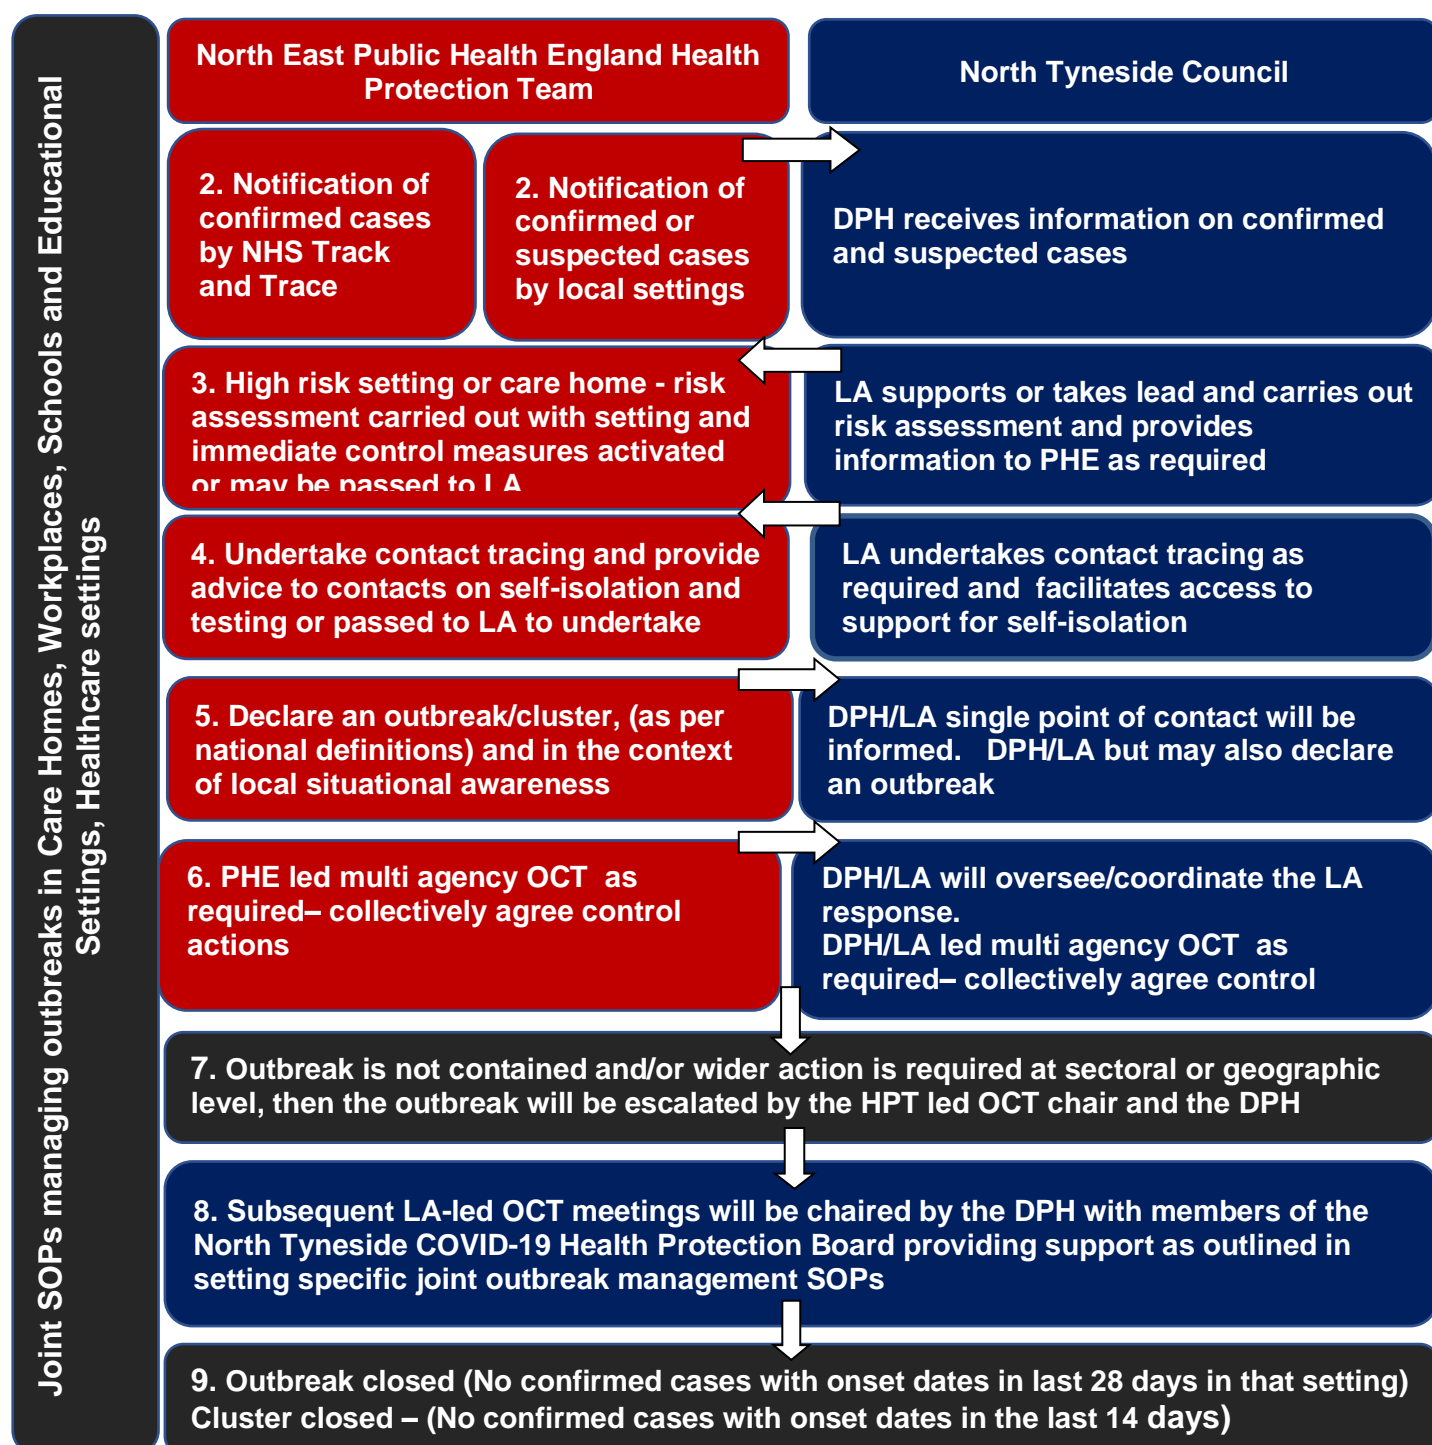 Joint SOPs managing outbreaks in Care Homes, Workplaces, Schools and Educational
Settings, Healthcare settings
North East Public Health England Health
Protection Team
North Tyneside Council
2. Notification of
confirmed cases
by NHS Track
and Trace
2. Notification of
confirmed or
suspected cases
by local settings
DPH receives information on confirmed
and suspected cases
3. High risk setting or care home - risk
assessment carried out with setting and
immediate control measures activated
or may be passed to LA
LA supports or takes lead and carries out
risk assessment and provides
information to PHE as required
4. Undertake contact tracing and provide
advice to contacts on self-isolation and
testing or passed to LA to undertake
LA undertakes contact tracing as
required and  facilitates access to
support for self-isolation
5. Declare an outbreak/cluster, (as per
national definitions) and in the context
of local situational awareness
DPH/LA single point of contact will be
informed.   DPH/LA but may also declare
an outbreak
6. PHE led multi agency OCT  as
required– collectively agree control
actions
DPH/LA will oversee/coordinate the LA
response.
DPH/LA led multi agency OCT  as
required– collectively agree control
7. Outbreak is not contained and/or wider action is required at sectoral or geographic
level, then the outbreak will be escalated by the HPT led OCT chair and the DPH
8. Subsequent LA-led OCT meetings will be chaired by the DPH with members of the
North Tyneside COVID-19 Health Protection Board providing support as outlined in
setting specific joint outbreak management SOPs
9. Outbreak closed (No confirmed cases with onset dates in last 28 days in that setting)
Cluster closed – (No confirmed cases with onset dates in the last 14 days)